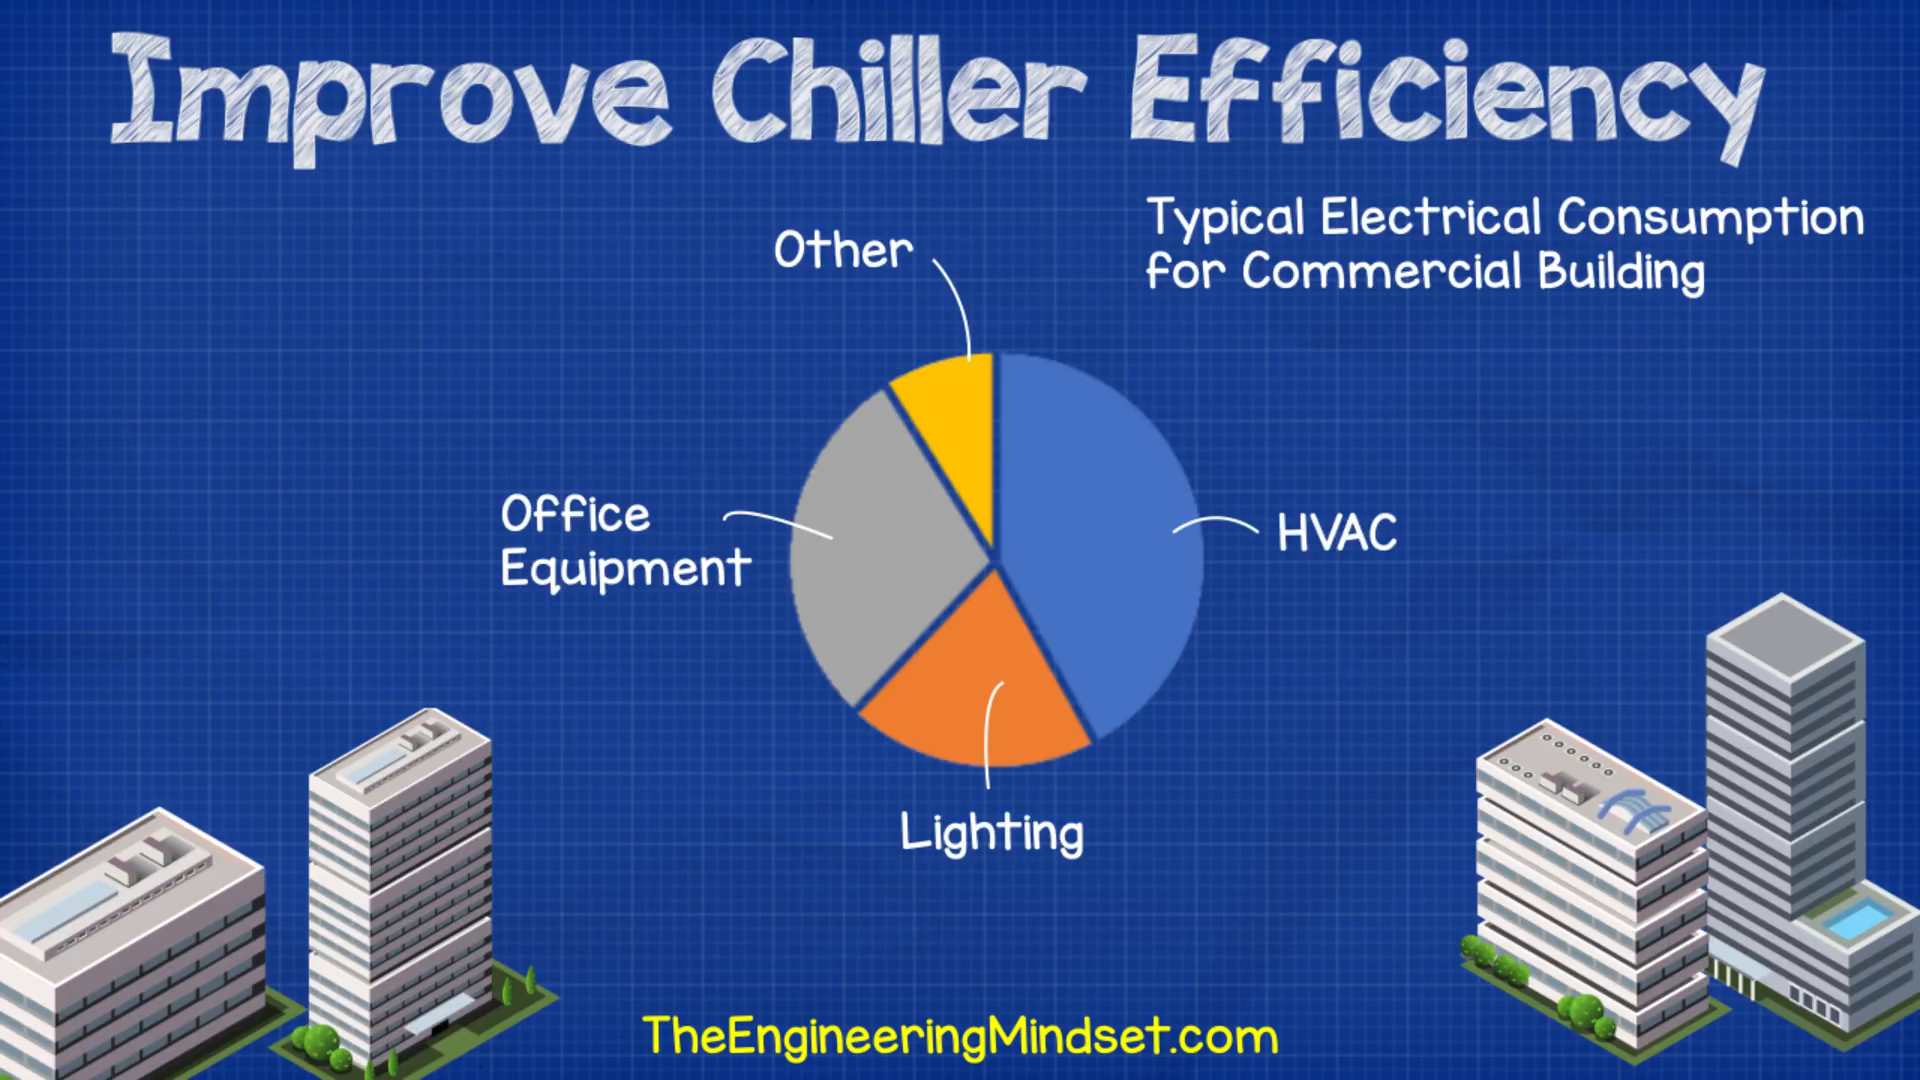 Improve Chiller Efficiency
Typical Electrical Consumption
for Commercial Building
Other
Office
Equipment
HVAC
Lighting
TheEngineeringMindset.com